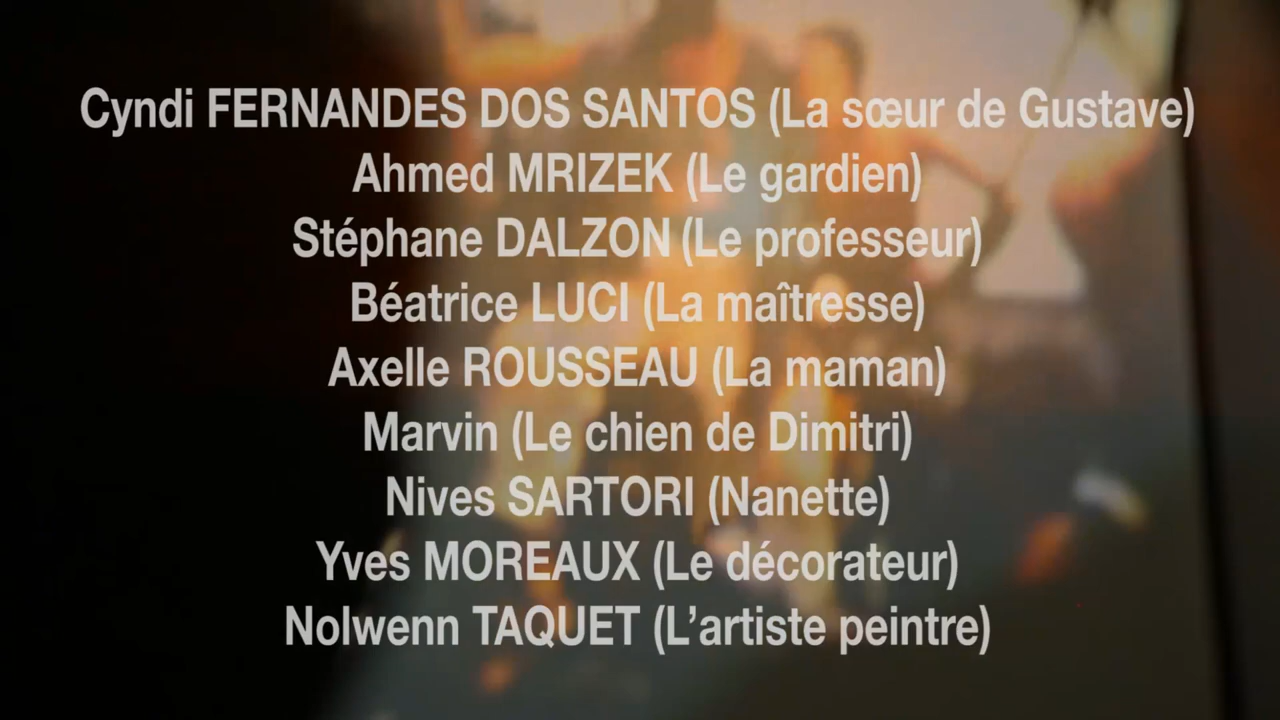 Cyndi FERNANDES DOS SANTOS (La sœur de Gustave)
Ahmed MRIZEK (Le gardien)
Stéphane DALZON (Le professeur)
Béatrice LUCI (La maîtresse)
Axelle ROUSSEAU (La maman)
Marvin (Le chien de Dimitri)
Nives SARTORI (Nanette)
Yves MOREAUX (Le décorateur)
Nolwenn TAQUET (L’artiste peintre)